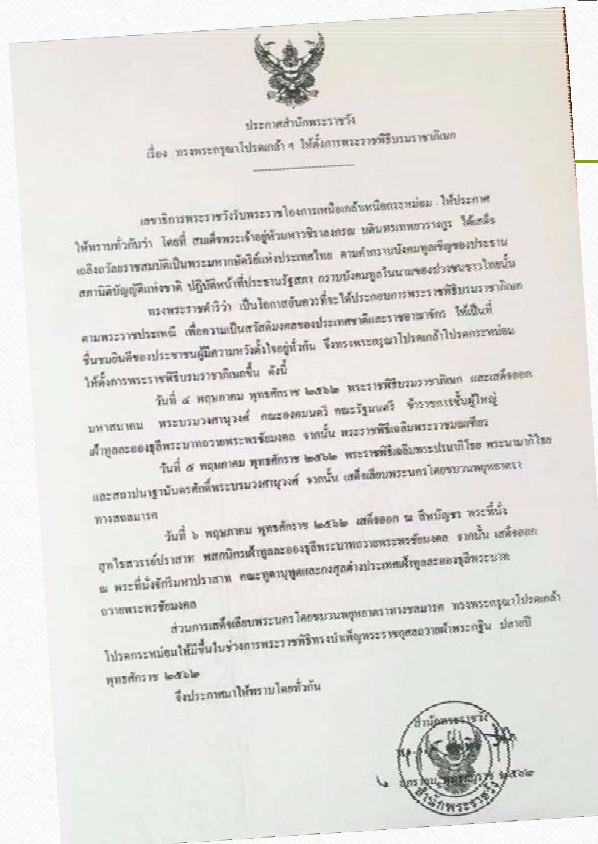 ประกาศสำนักพระราชวัง
เรื่อง ทรงพระกรุณาโปรดเกล้า ฯ ให้ตั้งการพระราชพิธีบรมราชาภิเษก
เลขาธิการพระราชวังรับพระราชโองการเหนือเกล้าเหนือกระหม่อม ให้ประกาศ
ให้ทราบทั่วกันว่า โดยที่ สมเด็จพระเจ้าอยู่หัวมหาวชิราลงกรณ บดินทรเทพยวรางกูร ได้เสด็จ
เถลิงถวัลยราชสมบัติเป็นพระมหากษัตริย์แห่งประเทศไทย ตามคำกราบบังคมทูลเชิญของประธาน
สภานิติบัญญัติแห่งชาติ ปฏิบัติหน้าที่ประธานรัฐสภา กราบบังคมทูลในนามของปวงชนชาวไทยนั้น
ทรงพระราชดำริว่า เป็นโอกาสอันควรที่จะได้ประกอบการพระราชพิธีบรมราชาภิเษก
ตามพระราชประเพณี เพื่อความเป็นสวัสดิมงคลของประเทศชาติและราชอาณาจักร ให้เป็นที่
ชื่นชมยินดีของประชาชนผู้มีความหวังตั้งใจอยู่ทั่วกัน จึงทรงพระกรุณาโปรดเกล้าโปรดกระหม่อม
ให้ตั้งการพระราชพิธีบรมราชาภิเษกขึ้น ดังนี้
วันที่ ๔ พฤษภาคม พุทธศักราช ๒๕๖๒ พระราชพิธีบรมราชาภิเษก และเสด็จออก
มหาสมาคม พระบรมวงศานุวงศ์ คณะองคมนตรี คณะรัฐมนตรี ข้าราชการชั้นผู้ใหญ่
เฝ้าทูลละอองธุลีพระบาทถวายพระพรชัยมงคล จากนั้น พระราชพิธีเฉลิมพระราชมณเฑียร
วันที่ ๕ พฤษภาคม พุทธศักราช ๒๕๖๒ พระราชพิธีเฉลิมพระปรมาภิไธย พระนามาภิไธย
และสถาปนาฐานันดรศักดิ์พระบรมวงศานุวงศ์ จากนั้น เสด็จเลียบพระนครโดยขบวนพยุหยาตรา
ทางสถลมารค
วันที่ ๖ พฤษภาคม พุทธศักราช ๒๕๖๒ เสด็จออก ณ สีหบัญชร พระที่นั่ง
สุทไธสวรรย์ปราสาท พสกนิกรเฝ้าทูลละอองธุลีพระบาทถวายพระพรชัยมงคล จากนั้น เสด็จออก
ณ พระที่นั่งจักรีมหาปราสาท คณะทูตานุทูตและกงสุลต่างประเทศเฝ้าทูลละอองธุลีพระบาท
ถวายพระพรชัยมงคล
ส่วนการเสด็จเลียบพระนครโดยขบวนพยุหยาตราทางชลมารค ทรงพระกรุณาโปรดเกล้า
โปรดกระหม่อมให้มีขึ้นในช่วงการพระราชพิธีทรงบำเพ็ญพระราชกุศลถวายผ้าพระกฐิน ปลายปี
พุทธศักราช ๒๕๖๒
จึงประกาศมาให้ทราบโดยทั่วกัน
สำนักพระราชวัง
พุทธศักราช ๒๕๖๒
สำนักพระราชวัง